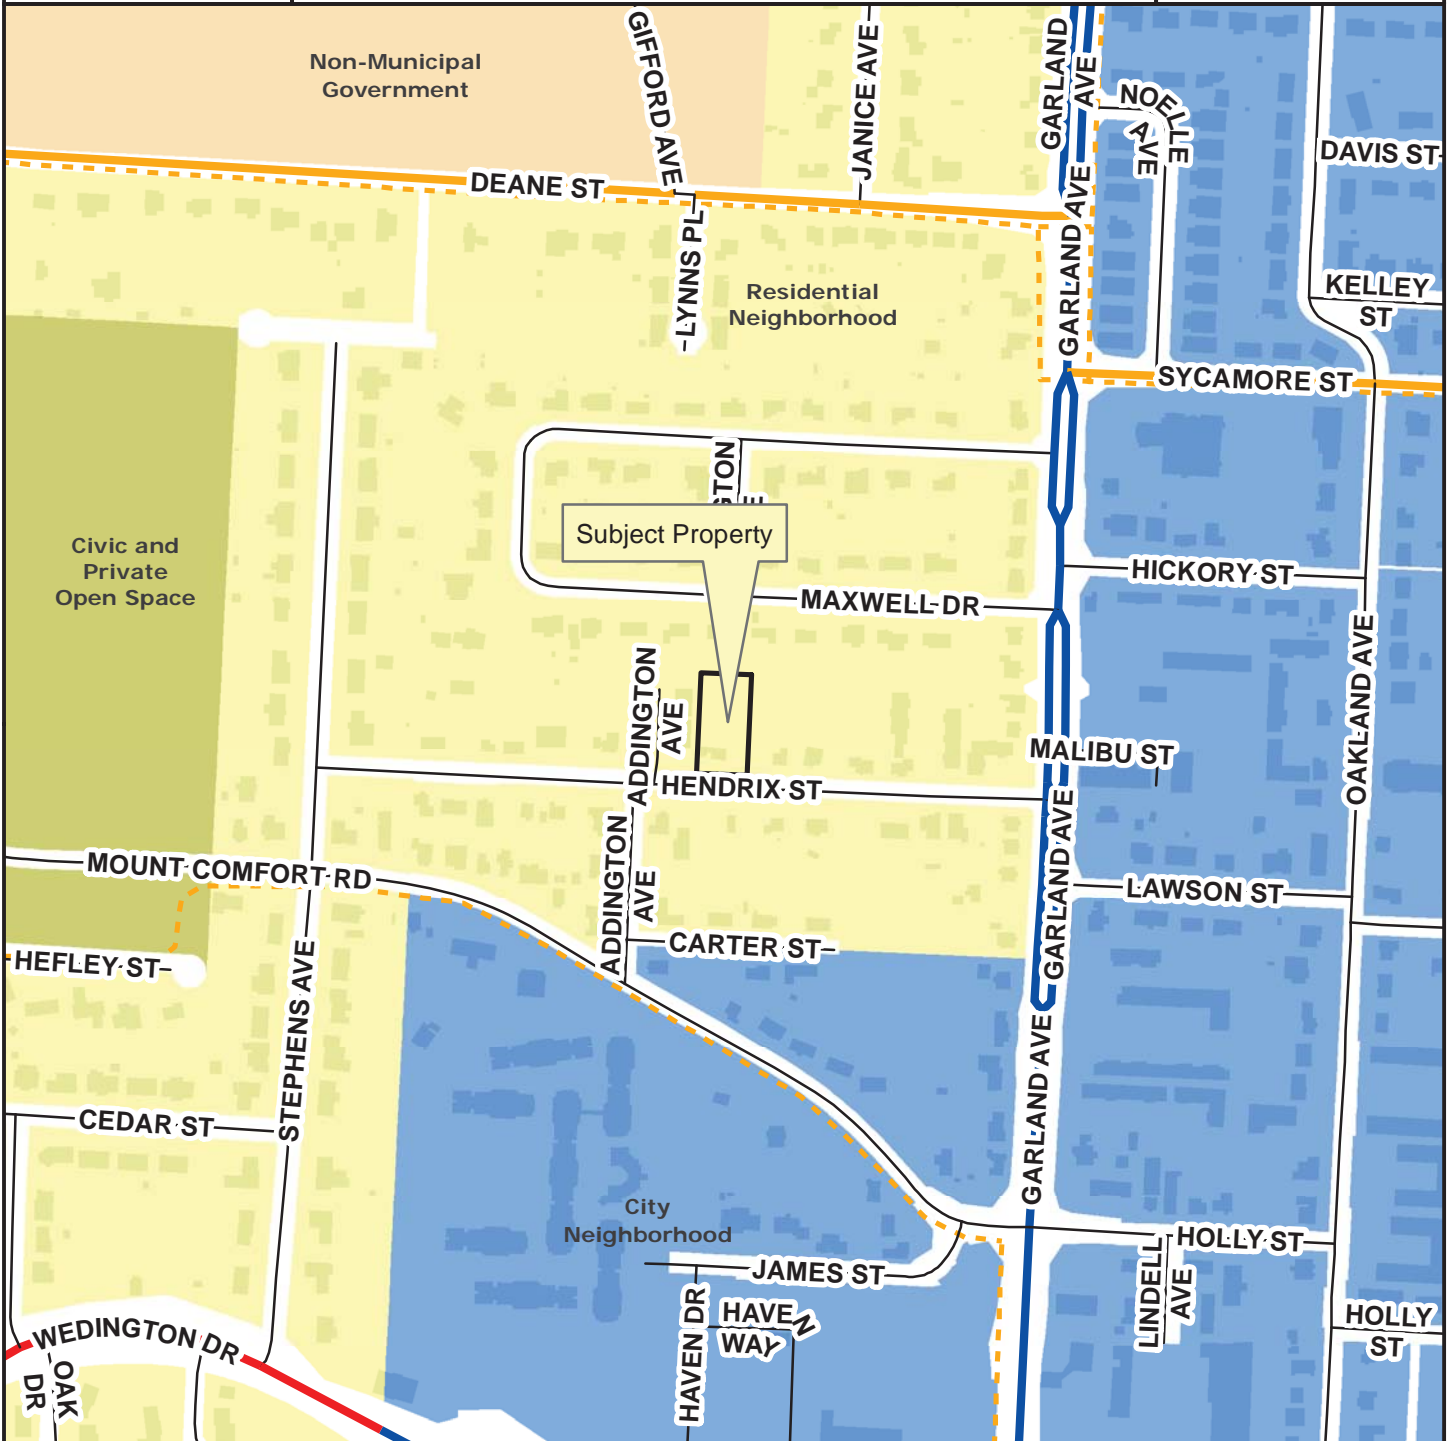 Non-Municipal
Government
GIFFORD AVE
JANICE AVE
GARLAND
AVE
NOELLE
AVE
DAVIS ST
DEANE ST
LYNNS PL
GARLAND AVE
Residential
Neighborhood
KELLEY
ST
SYCAMORE ST
Subject Property
Civic and
Private
Open Space
HICKORY ST
MAXWELL DR
ADDINGTON
AVE
OAKLAND AVE
MALIBU ST
HENDRIX ST
ADDINGTON
AVE
GARLAND AVE
MOUNT COMFORT RD
LAWSON ST
CARTER ST
HEFLEY ST
STEPHENS AVE
GARLAND AVE
CEDAR ST
City
Neighborhood
HOLLY ST
JAMES ST
LINDELL
AVE
HAVEN DR
HAVEN
WAY
HOLLY
ST
WEDINGTON DR
OAK
DR